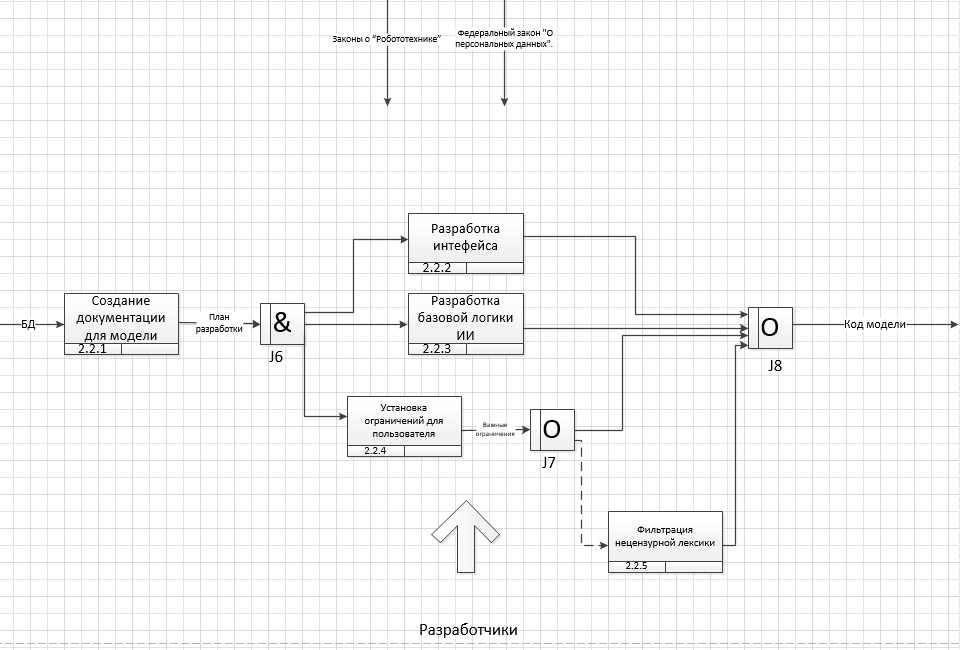 Законы о “Робототехнике”
Федеральный закон "О
персональных данных".
Разработка
интефейса
2.2.2
Создание
документации
для модели
2.2.1
БД
План
разработки
&
J6
Разработка
базовой логики
ИИ
2.2.3
O
J8
Код модели
Установка
ограничений для
пользователя
2.2.4
Важные
ограничения
O
J7
Фильтрация
нецензурной лексики
2.2.5
Разработчики